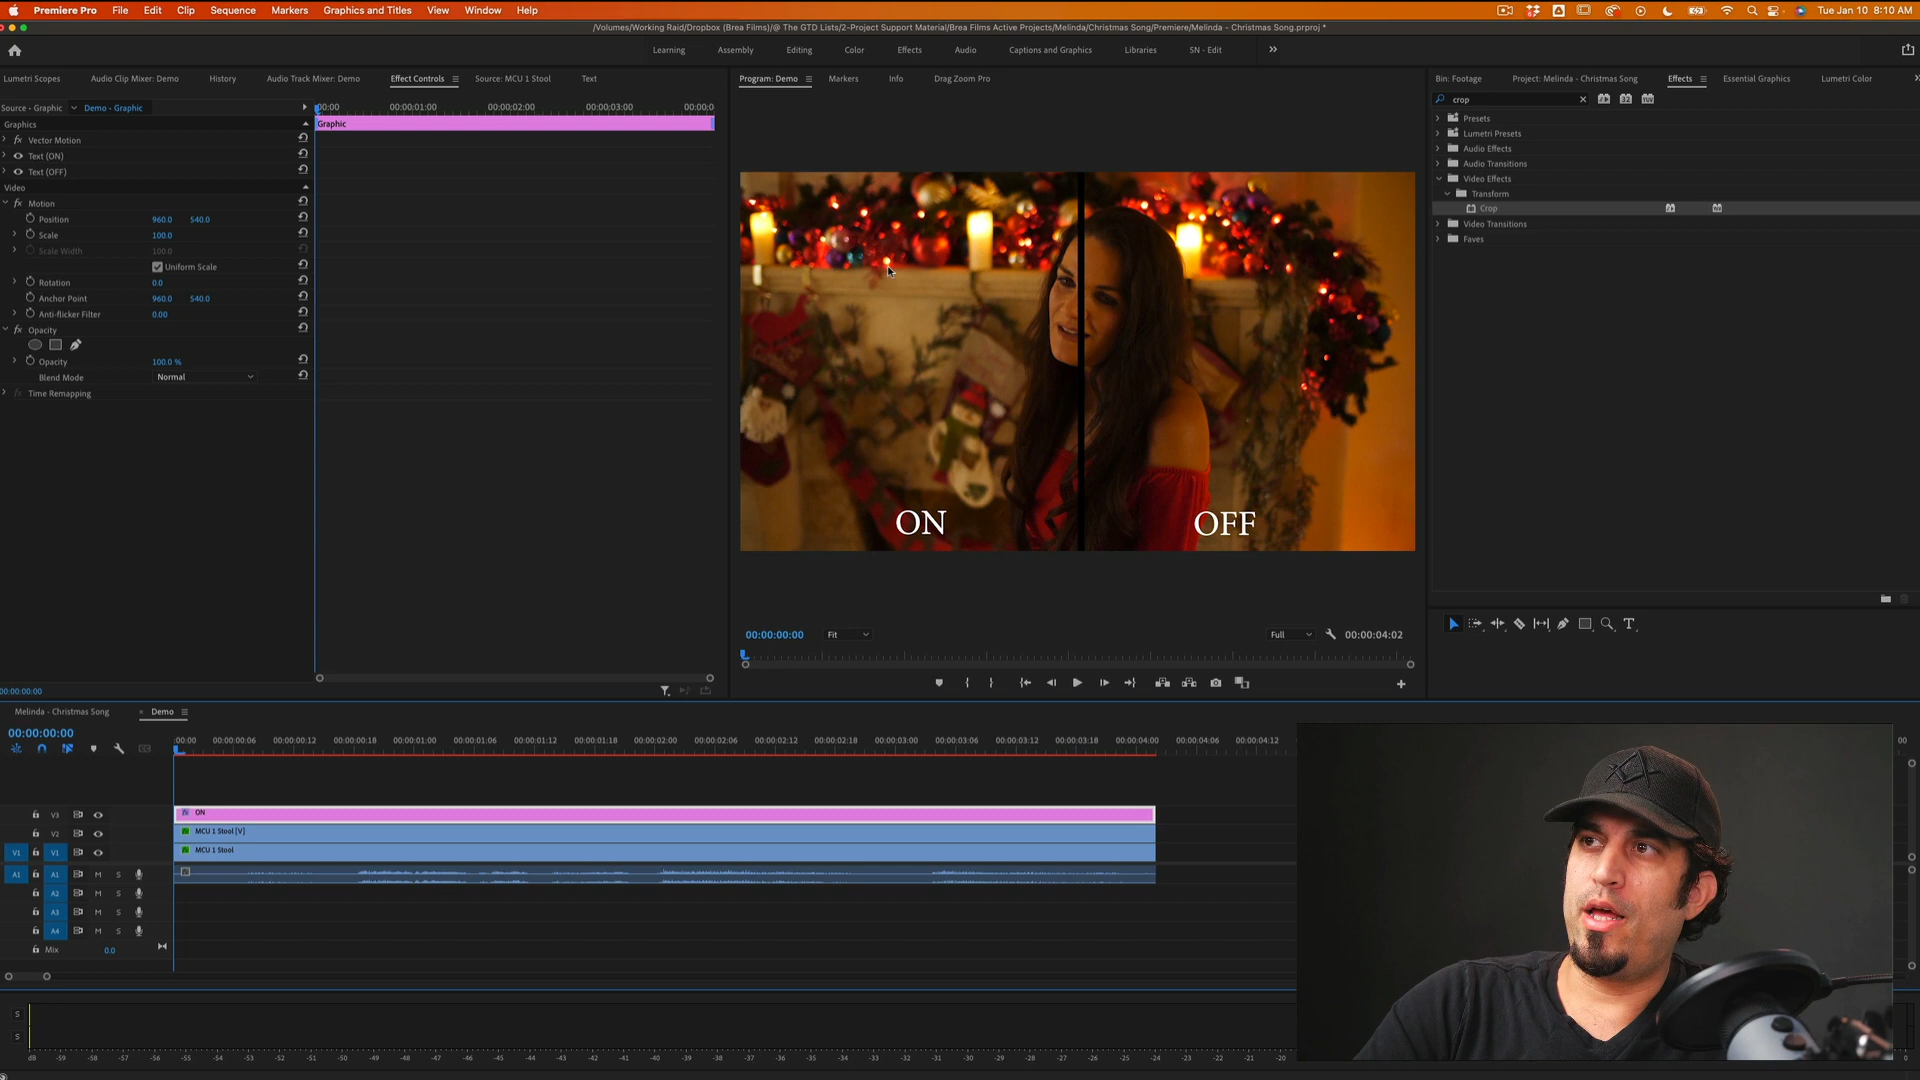 Premiere Pro File Edit Clip Sequence Markers Graphics and Titles View Window Help Tue Jan 10 8:10 AM
/Volumes/Working Raid/Dropbox (Brea Films)/@ The GTD Lists/2-Project Support Material/Brea Films Active Projects/Melinda/Christmas Song/Premiere/Melinda - Christmas Song.prproj *
Learning Assembly Editing Color Effects Audio Captions and Graphics Libraries SN - Edit
Lumetri Scopes Audio Clip Mixer: Demo History Audio Track Mixer: Demo Effect Controls Source: MCU 1 Stool Text
Program: Demo Markers Info Drag Zoom Pro
Bin: Footage Project: Melinda - Christmas Song Effects Essential Graphics Lumetri Color
Source - Graphic Demo - Graphic
:00:00 00:00:01:00 00:00:02:00 00:00:03:00 00:00:0
Graphics
Graphic
Vector Motion
Text (ON)
Text (OFF)
Video
Motion
Position 960.0 540.0
Scale 100.0
Scale Width 100.0
Uniform Scale
Rotation 0.0
Anchor Point 960.0 540.0
Anti-flicker Filter 0.00
Opacity
Opacity 100.0 %
Blend Mode Normal
Time Remapping
00:00:00:00
ON OFF
00:00:00:00 Fit Full 00:00:04:02
crop
Presets
Lumetri Presets
Audio Effects
Audio Transitions
Video Effects
Transform
Crop
Video Transitions
Faves
Melinda - Christmas Song × Demo
00:00:00:00
:00:00 00:00:00:06 00:00:00:12 00:00:00:18 00:00:01:00 00:00:01:06 00:00:01:12 00:00:01:18 00:00:02:00 00:00:02:06 00:00:02:12 00:00:02:18 00:00:03:00 00:00:03:06 00:00:03:12 00:00:03:18 00:00:04:00 00:00:04:06 00:00:04:12 00
V3 fx ON
V2 fx MCU 1 Stool [V]
V1 V1 fx MCU 1 Stool
A1 A1 M S
A2 M S
A3 M S
A4 M S
Mix 0.0
S
S
dB -59 -58 -57 -56 -55 -54 -53 -52 -51 -50 -49 -48 -47 -46 -45 -44 -43 -42 -41 -40 -39 -38 -37 -36 -35 -34 -33 -32 -31 -30 -29 -28 -27 -26 -25 -24 -23 -22 -21 -20 0